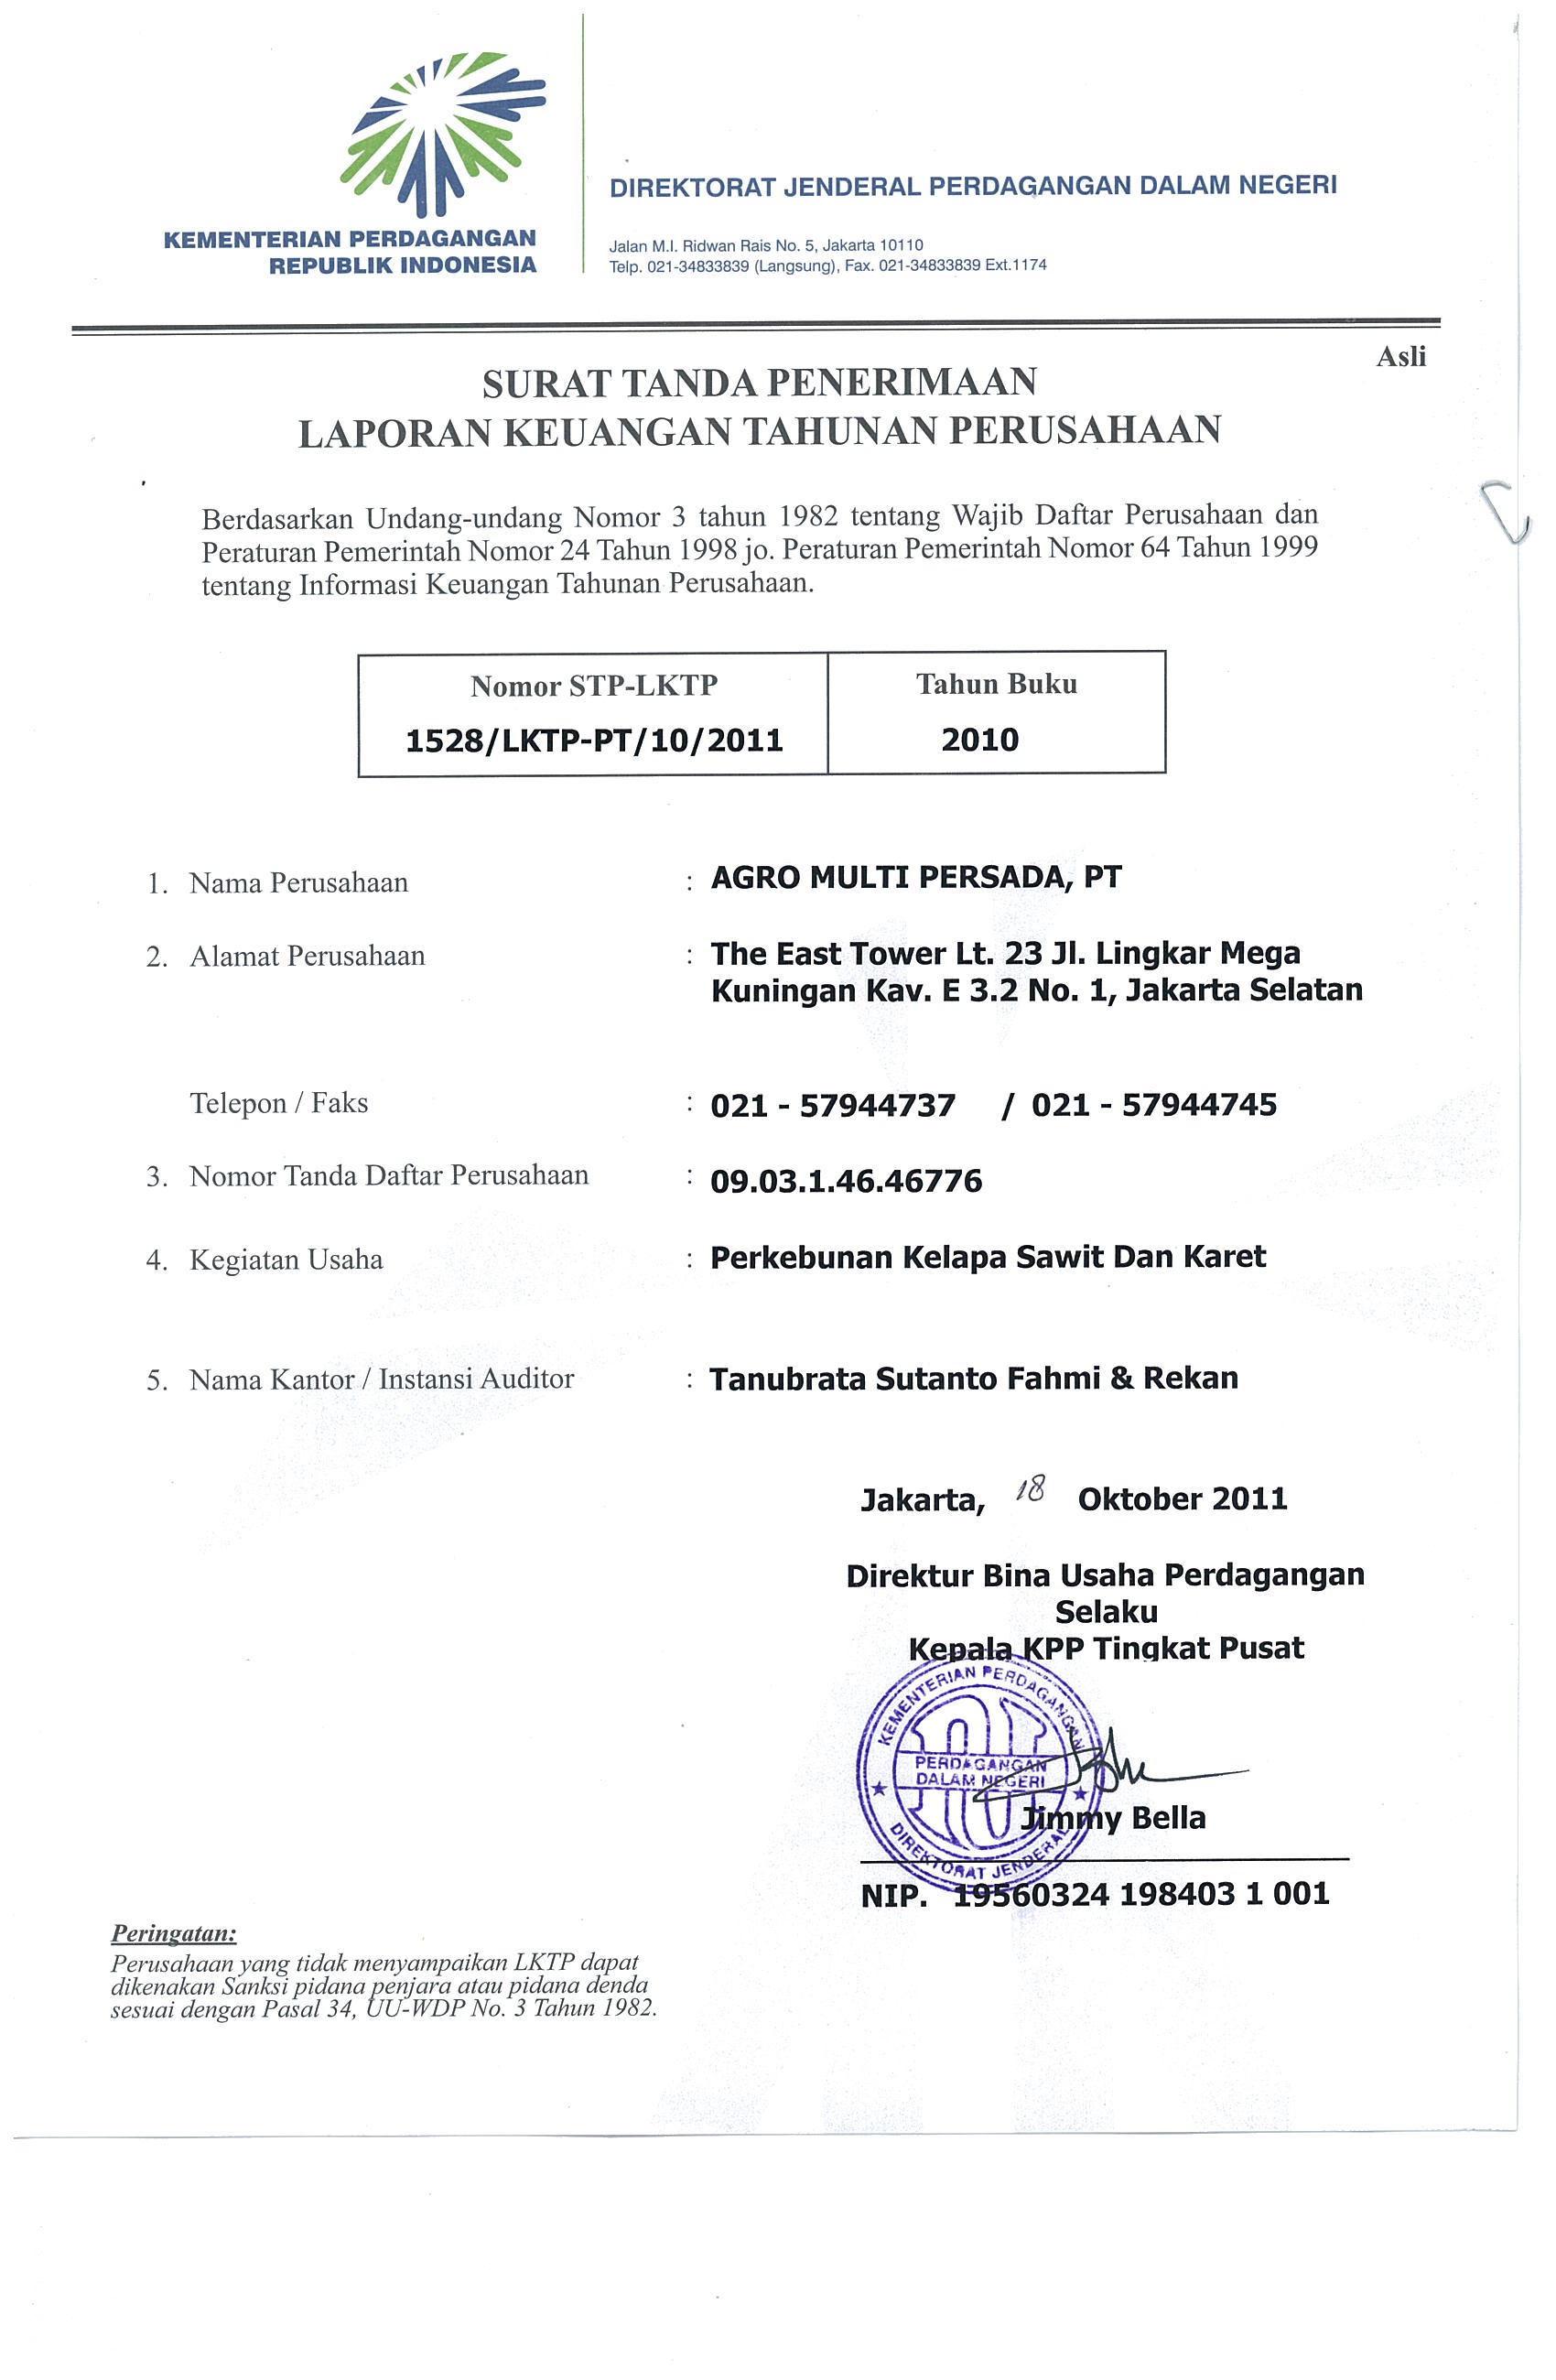 KEMENTERIAN PERDAGANGAN
REPUBLIK INDONESIA
DIREKTORAT JENDERAL PERDAGANGAN DALAM NEGERI
Jalan M.I. Ridwan Rais No. 5, Jakarta 10110
Telp. 021-34833839 (Langsung), Fax. 021-34833839 Ext.1174
Asli
SURAT TANDA PENERIMAAN
LAPORAN KEUANGAN TAHUNAN PERUSAHAAN
Berdasarkan Undang-undang Nomor 3 tahun 1982 tentang Wajib Daftar Perusahaan dan
Peraturan Pemerintah Nomor 24 Tahun 1998 jo. Peraturan Pemerintah Nomor 64 Tahun 1999
tentang Informasi Keuangan Tahunan Perusahaan.
Nomor STP-LKTP Tahun Buku
1528/LKTP-PT/10/2011 2010
1. Nama Perusahaan : AGRO MULTI PERSADA, PT
2. Alamat Perusahaan : The East Tower Lt. 23 Jl. Lingkar Mega
Kuningan Kav. E 3.2 No. 1, Jakarta Selatan
Telepon / Faks : 021 - 57944737 / 021 - 57944745
3. Nomor Tanda Daftar Perusahaan : 09.03.1.46.46776
4. Kegiatan Usaha : Perkebunan Kelapa Sawit Dan Karet
5. Nama Kantor / Instansi Auditor : Tanubrata Sutanto Fahmi & Rekan
Jakarta, 18 Oktober 2011
Direktur Bina Usaha Perdagangan
Selaku
Kepala KPP Tingkat Pusat
KEMENTERIAN PERDAGANGAN
PERDAGANGAN
DALAM NEGERI
DIREKTORAT JENDERAL
Jimmy Bella
NIP. 19560324 198403 1 001
Peringatan:
Perusahaan yang tidak menyampaikan LKTP dapat
dikenakan Sanksi pidana penjara atau pidana denda
sesuai dengan Pasal 34, UU-WDP No. 3 Tahun 1982.